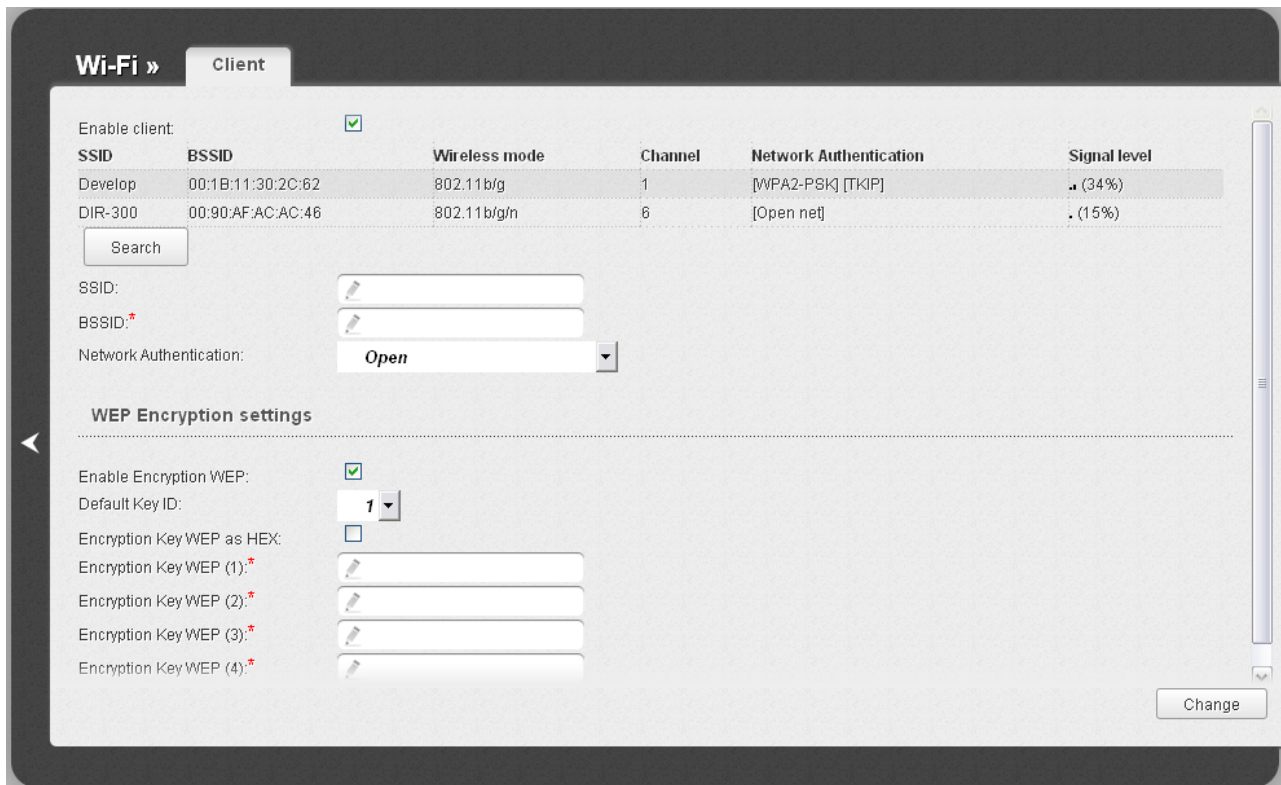 Wi-Fi » Client
Enable client:
SSID BSSID Wireless mode Channel Network Authentication Signal level
Develop 00:1B:11:30:2C:62 802.11b/g 1 [WPA2-PSK] [TKIP] (34%)
DIR-300 00:90:AF:AC:AC:46 802.11b/g/n 6 [Open net] (15%)
Search
SSID:
BSSID:*
Network Authentication: Open
WEP Encryption settings
Enable Encryption WEP:
Default Key ID: 1
Encryption Key WEP as HEX:
Encryption Key WEP (1):*
Encryption Key WEP (2):*
Encryption Key WEP (3):*
Encryption Key WEP (4):*
Change